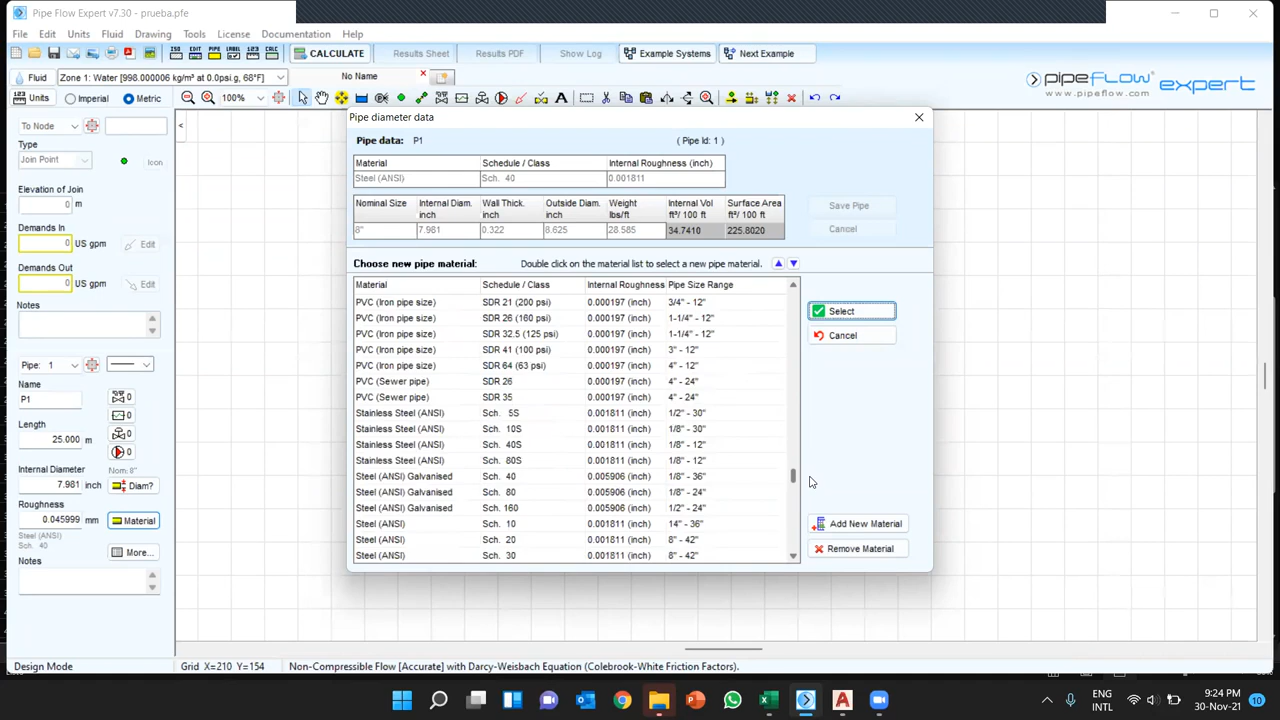 Pipe Flow Expert v7.30 - prueba.pfe
File Edit Units Fluid Drawing Tools License Documentation Help
CALCULATE Results Sheet Results PDF Show Log Example Systems Next Example
Fluid Zone 1: Water [998.000006 kg/m³ at 0.0psi.g, 68°F] No Name
pipeFLOW expert
www.pipeflow.com
Units Imperial Metric 100%
To Node
Type
Join Point Icon
Elevation of Join
0 m
Demands In
0 US gpm Edit
Demands Out
0 US gpm Edit
Notes
Pipe: 1
Name
P1
Length
25.000 m
Internal Diameter Nom: 8"
7.981 inch Diam?
Roughness
0.045999 mm Material
Steel (ANSI)
Sch. 40
More...
Notes
0
0
0
0
Pipe diameter data
Pipe data: P1 ( Pipe Id: 1 )
Material Schedule / Class Internal Roughness (inch)
Steel (ANSI) Sch. 40 0.001811
Nominal Size Internal Diam. inch Wall Thick. inch Outside Diam. inch Weight lbs/ft Internal Vol ft³/ 100 ft Surface Area ft²/ 100 ft
8" 7.981 0.322 8.625 28.585 34.7410 225.8020
Save Pipe
Cancel
Choose new pipe material: Double click on the material list to select a new pipe material.
Material Schedule / Class Internal Roughness Pipe Size Range
PVC (Iron pipe size) SDR 21 (200 psi) 0.000197 (inch) 3/4" - 12"
PVC (Iron pipe size) SDR 26 (160 psi) 0.000197 (inch) 1-1/4" - 12"
PVC (Iron pipe size) SDR 32.5 (125 psi) 0.000197 (inch) 1-1/4" - 12"
PVC (Iron pipe size) SDR 41 (100 psi) 0.000197 (inch) 3" - 12"
PVC (Iron pipe size) SDR 64 (63 psi) 0.000197 (inch) 4" - 12"
PVC (Sewer pipe) SDR 26 0.000197 (inch) 4" - 24"
PVC (Sewer pipe) SDR 35 0.000197 (inch) 4" - 24"
Stainless Steel (ANSI) Sch. 5S 0.001811 (inch) 1/2" - 30"
Stainless Steel (ANSI) Sch. 10S 0.001811 (inch) 1/8" - 30"
Stainless Steel (ANSI) Sch. 40S 0.001811 (inch) 1/8" - 12"
Stainless Steel (ANSI) Sch. 80S 0.001811 (inch) 1/8" - 12"
Steel (ANSI) Galvanised Sch. 40 0.005906 (inch) 1/8" - 36"
Steel (ANSI) Galvanised Sch. 80 0.005906 (inch) 1/8" - 24"
Steel (ANSI) Galvanised Sch. 160 0.005906 (inch) 1/2" - 24"
Steel (ANSI) Sch. 10 0.001811 (inch) 14" - 36"
Steel (ANSI) Sch. 20 0.001811 (inch) 8" - 42"
Steel (ANSI) Sch. 30 0.001811 (inch) 8" - 42"
Select
Cancel
Add New Material
Remove Material
Design Mode Grid X=210 Y=154 Non-Compressible Flow [Accurate] with Darcy-Weisbach Equation (Colebrook-White Friction Factors).
ENG
INTL
9:24 PM
30-Nov-21
10